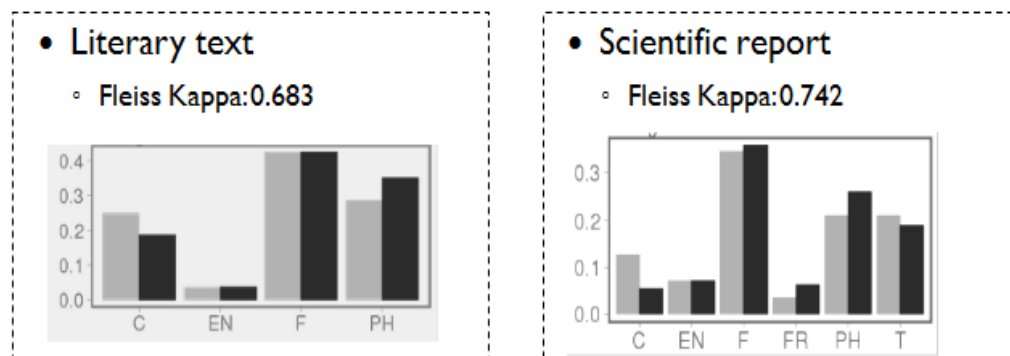 • Literary text
◦ Fleiss Kappa:0.683
0.4
0.3
0.2
0.1
0.0
C EN F PH
• Scientific report
◦ Fleiss Kappa:0.742
0.3
0.2
0.1
0.0
C EN F FR PH T